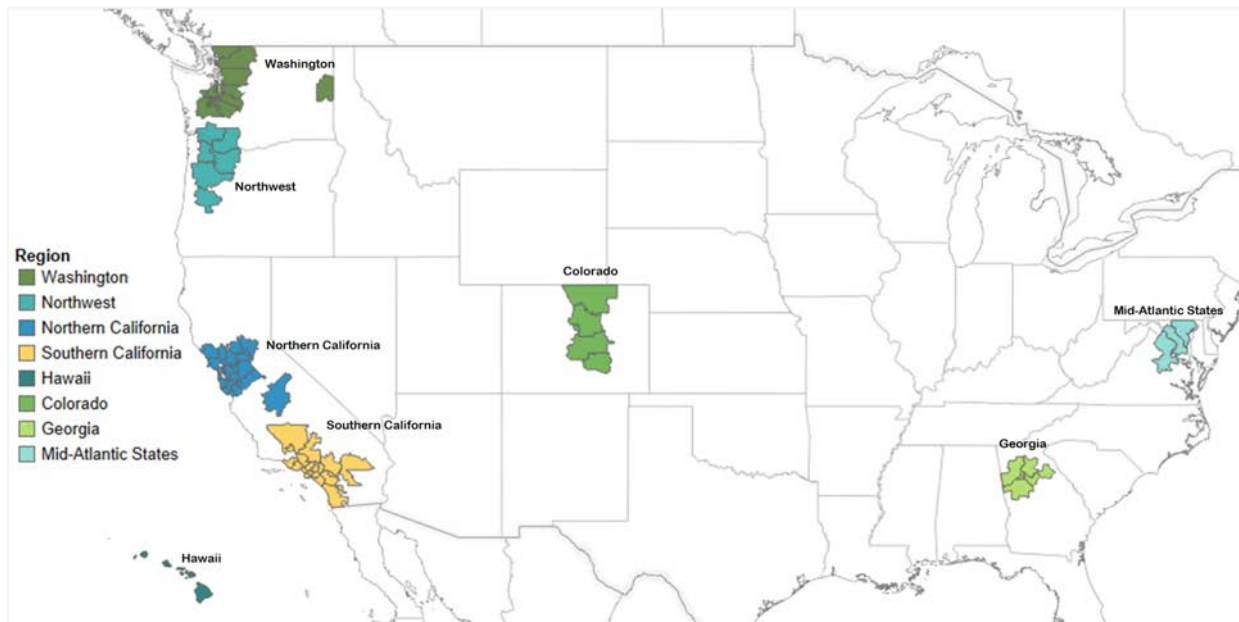 Washington
Northwest
Region
Washington
Northwest
Northern California
Southern California
Hawaii
Colorado
Georgia
Mid-Atlantic States
Colorado
Mid-Atlantic States
Northern California
Southern California
Georgia
Hawaii